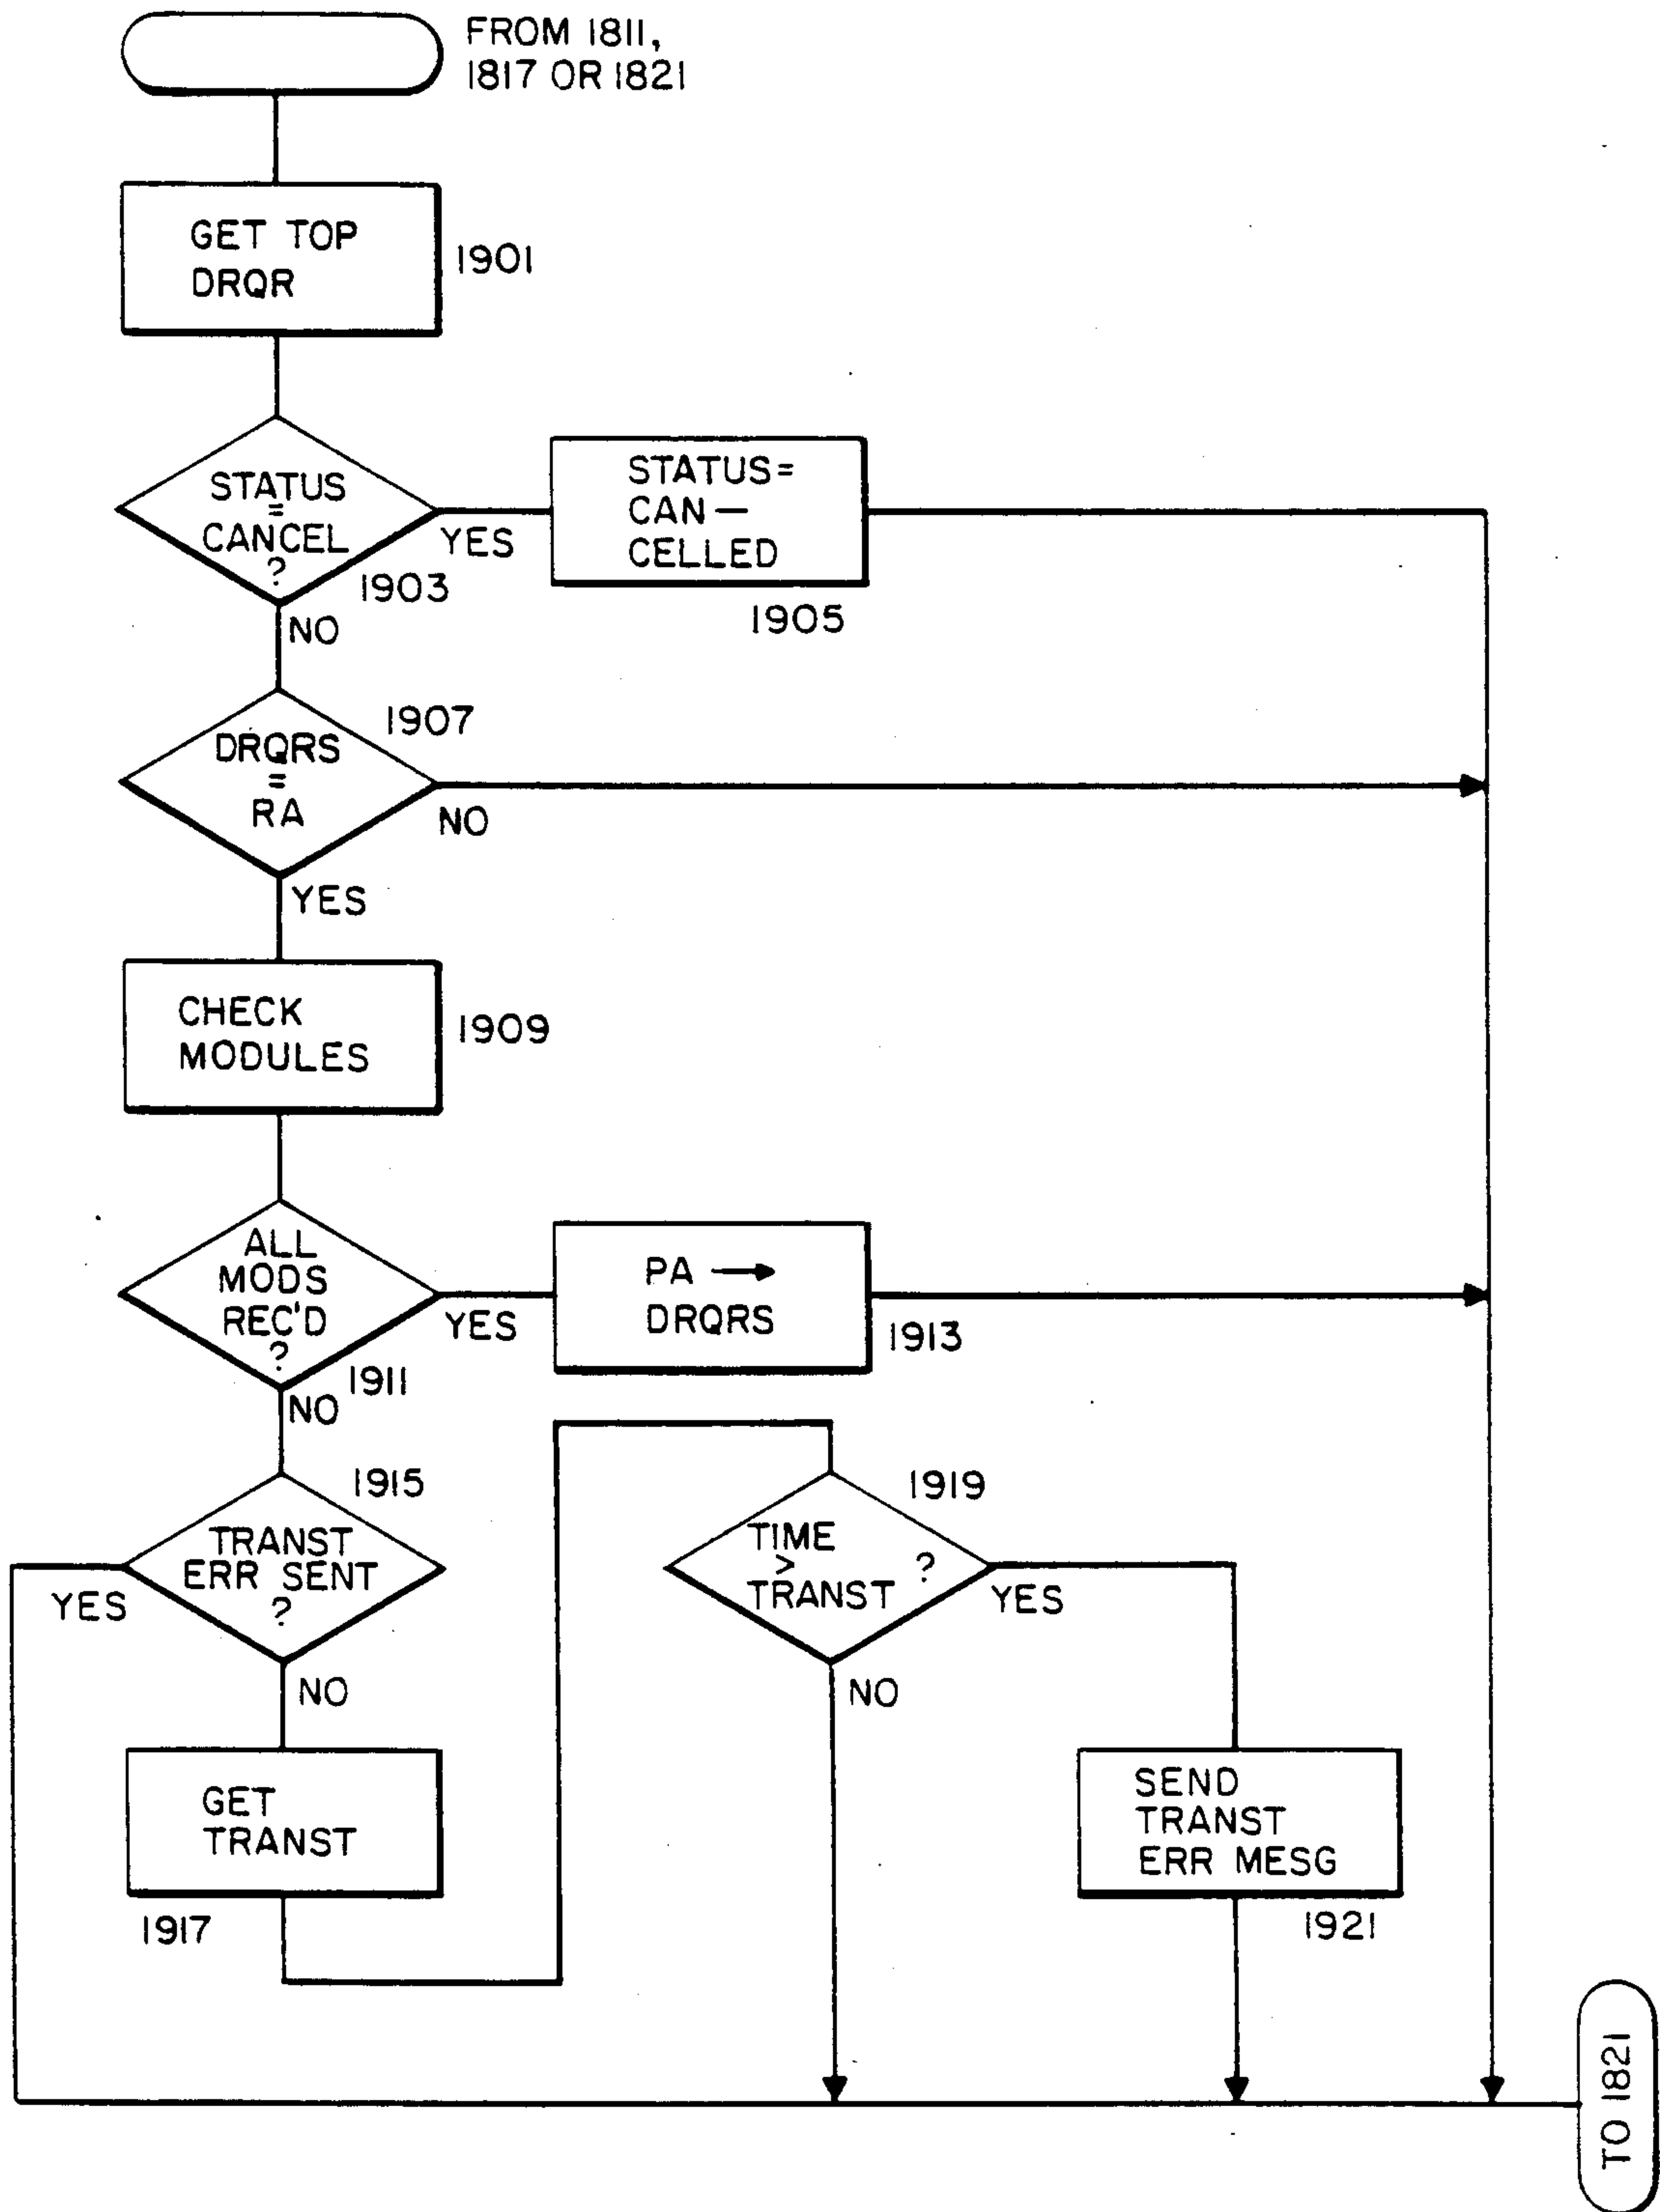 FROM 1811,
1817 OR 1821
GET TOP
DRQR
1901
STATUS
=
CANCEL
?
1903
YES
NO
STATUS=
CAN—
CELLED
1905
1907
DRQRS
=
RA
NO
YES
CHECK
MODULES
1909
ALL
MODS
REC'D
?
1911
YES
NO
PA →
DRQRS
1913
1915
TRANST
ERR SENT
?
YES
NO
GET
TRANST
1917
1919
TIME
>
TRANST ?
YES
NO
SEND
TRANST
ERR MESG
1921
TO 1821